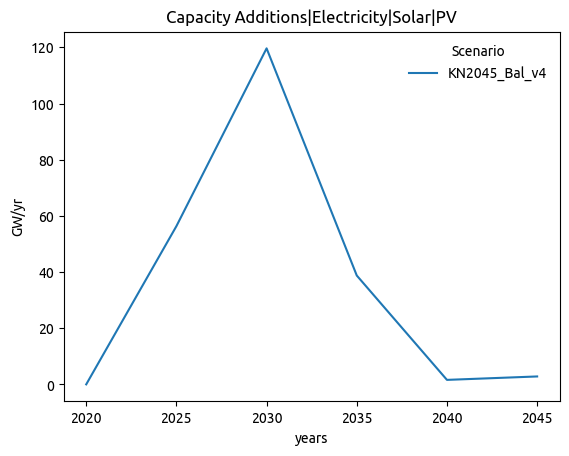 Capacity Additions|Electricity|Solar|PV
Scenario
KN2045_Bal_v4
GW/yr
120
100
80
60
40
20
0
2020 2025 2030 2035 2040 2045
years